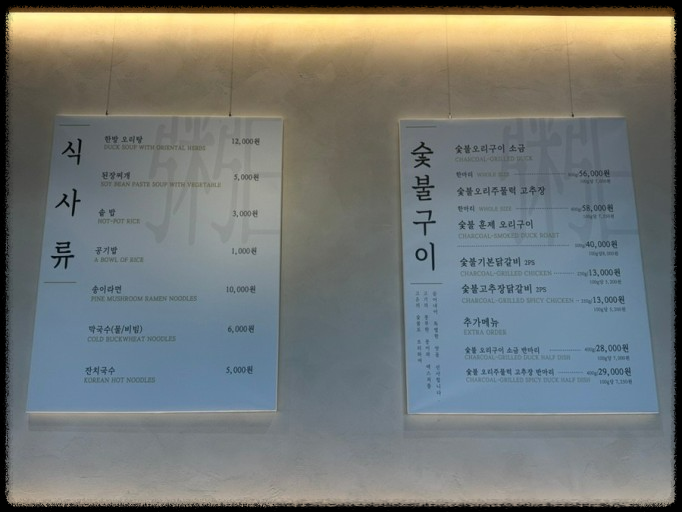 식사류
한방 오리탕 12,000원
DUCK SOUP WITH ORIENTAL HERBS
된장찌개 5,000원
SOY BEAN PASTE SOUP WITH VEGETABLE
솥 밥 3,000원
HOT-POT RICE
공기밥 1,000원
A BOWL OF RICE
송이라면 10,000원
PINE MUSHROOM RAMEN NOODLES
막국수(물/비빔) 6,000원
COLD BUCKWHEAT NOODLES
잔치국수 5,000원
KOREAN HOT NOODLES
숯불구이
숯불오리구이 소금
CHARCOAL-GRILLED DUCK
한마리 WHOLE SIZE 56,000원
숯불오리주물럭 고추장
한마리 WHOLE SIZE 58,000원
숯불 훈제 오리구이
CHARCOAL-SMOKED DUCK ROAST
40,000원
숯불기본닭갈비 2PS
CHARCOAL-GRILLED CHICKEN 13,000원
숯불고추장닭갈비 2PS
CHARCOAL-GRILLED SPICY CHICKEN 13,000원
추가메뉴
EXTRA ORDER
숯불 오리구이 소금 반마리 400g 28,000원
CHARCOAL-GRILLED DUCK HALF DISH
숯불 오리주물럭 고추장 반마리 400g 29,000원
CHARCOAL-GRILLED SPICY DUCK HALF DISH